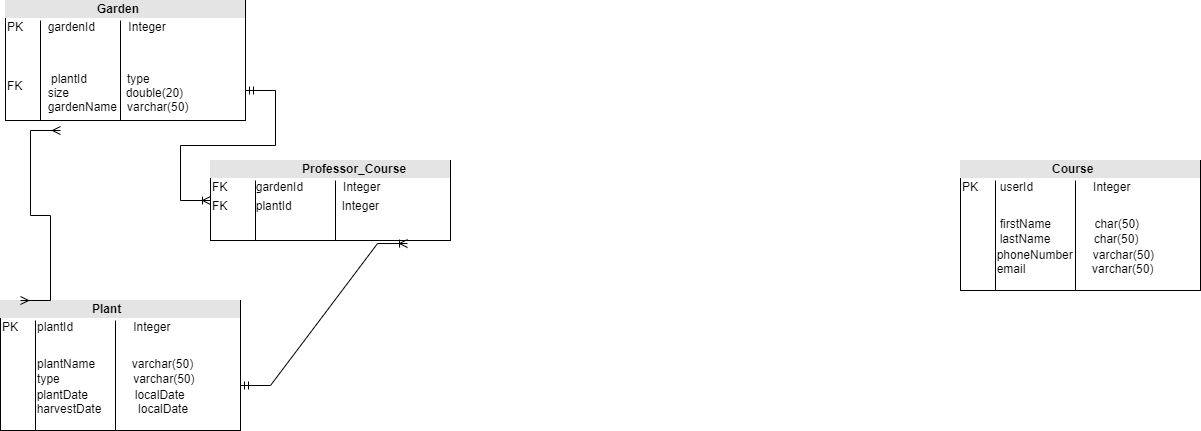 Garden
PK gardenId Integer
FK plantId type
size double(20)
gardenName varchar(50)
Professor_Course
FK gardenId Integer
FK plantId Integer
Course
PK userId Integer
firstName char(50)
lastName char(50)
phoneNumber varchar(50)
email varchar(50)
Plant
PK plantId Integer
plantName varchar(50)
type varchar(50)
plantDate localDate
harvestDate localDate